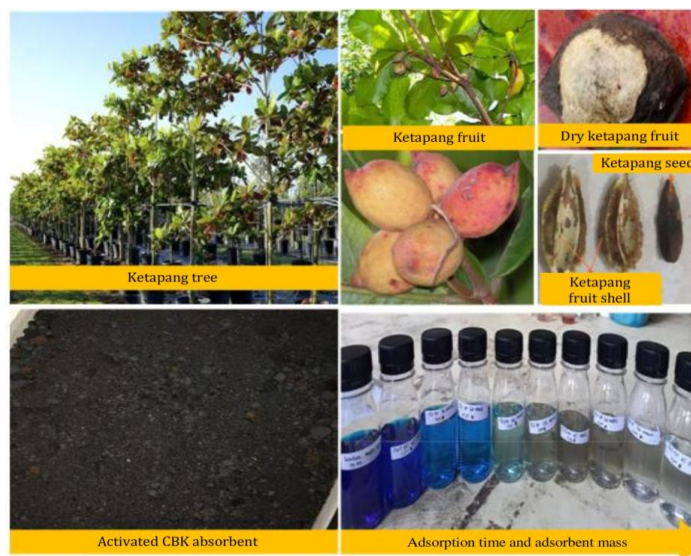 Ketapang fruit
Dry ketapang fruit
Ketapang seed
Ketapang tree
Ketapang
fruit shell
Activated CBK absorbent
Adsorption time and adsorbent mass